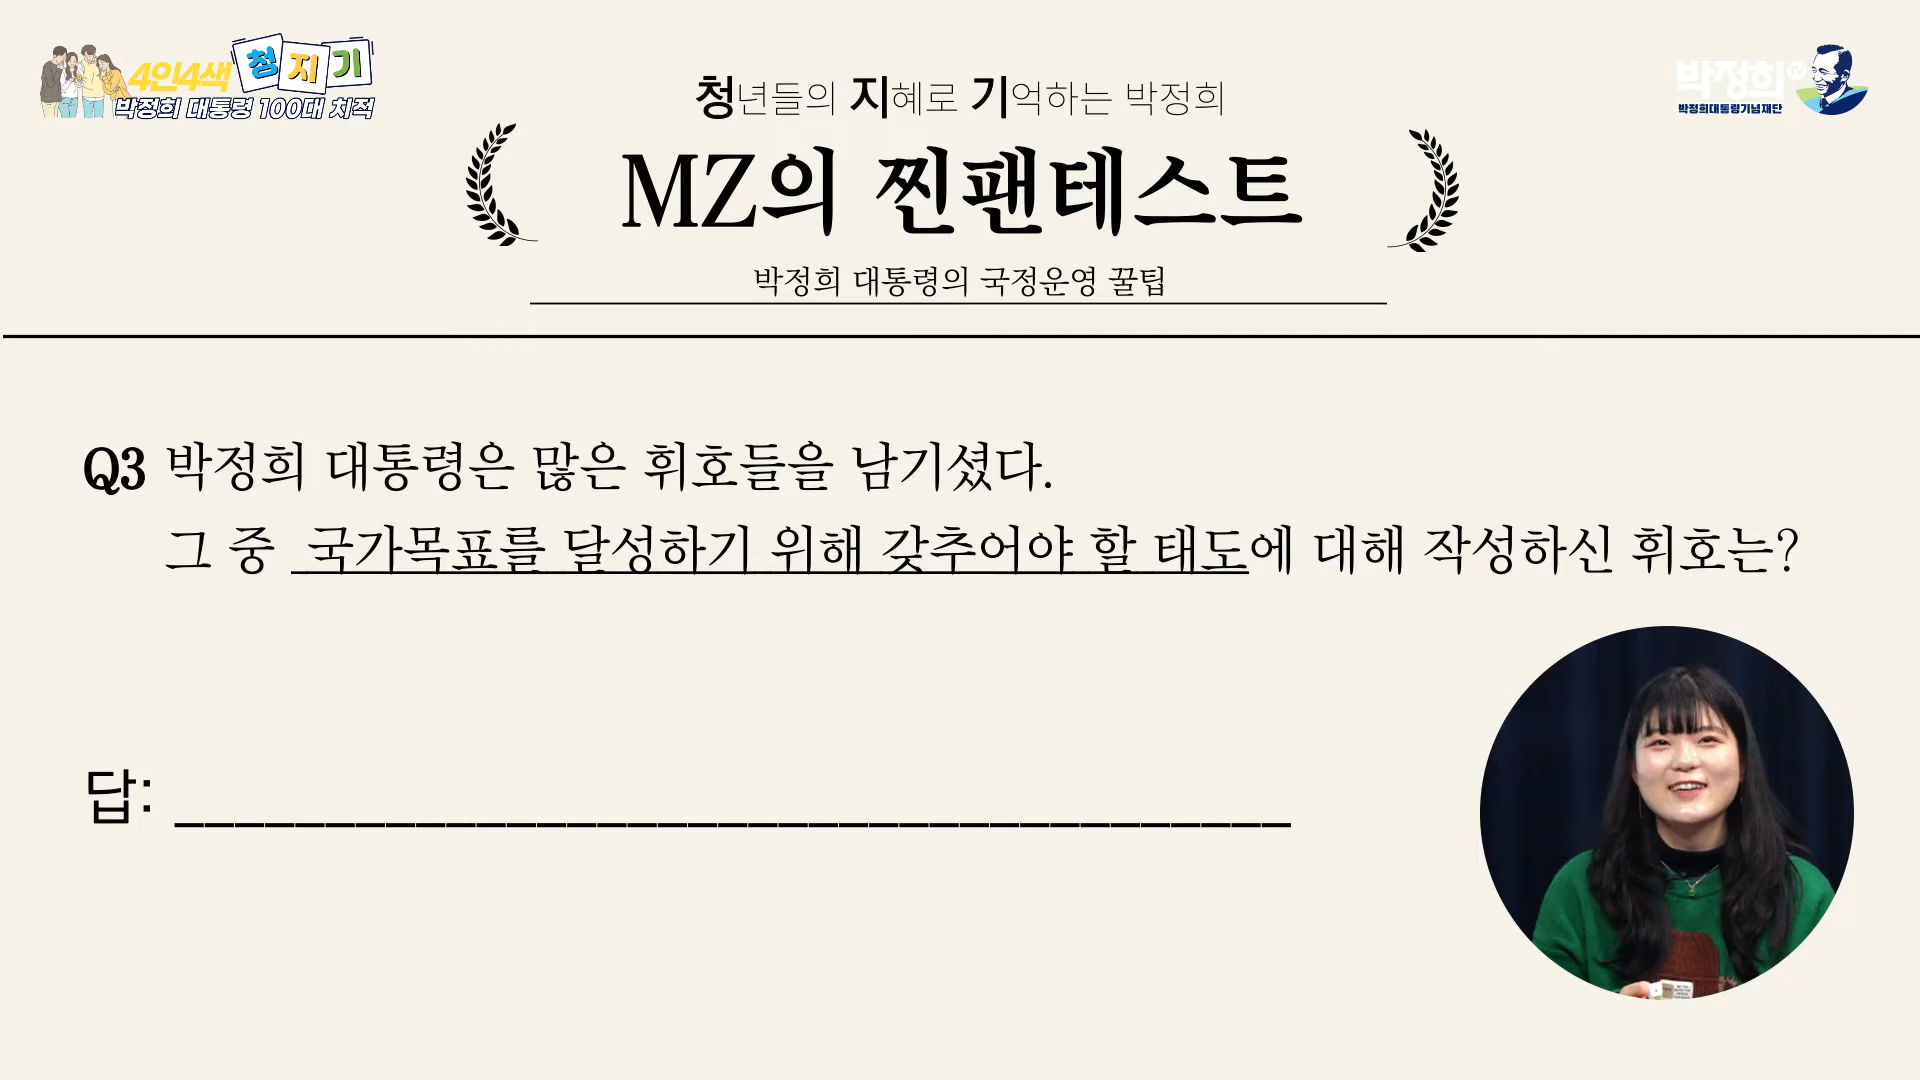 4인4색 청지기
박정희 대통령 100대 치적
박정희TV
박정희대통령기념재단
청년들의 지혜로 기억하는 박정희
MZ의 찐팬테스트
박정희 대통령의 국정운영 꿀팁
Q3 박정희 대통령은 많은 휘호들을 남기셨다.
그 중 국가목표를 달성하기 위해 갖추어야 할 태도에 대해 작성하신 휘호는?
답: _____________________________________